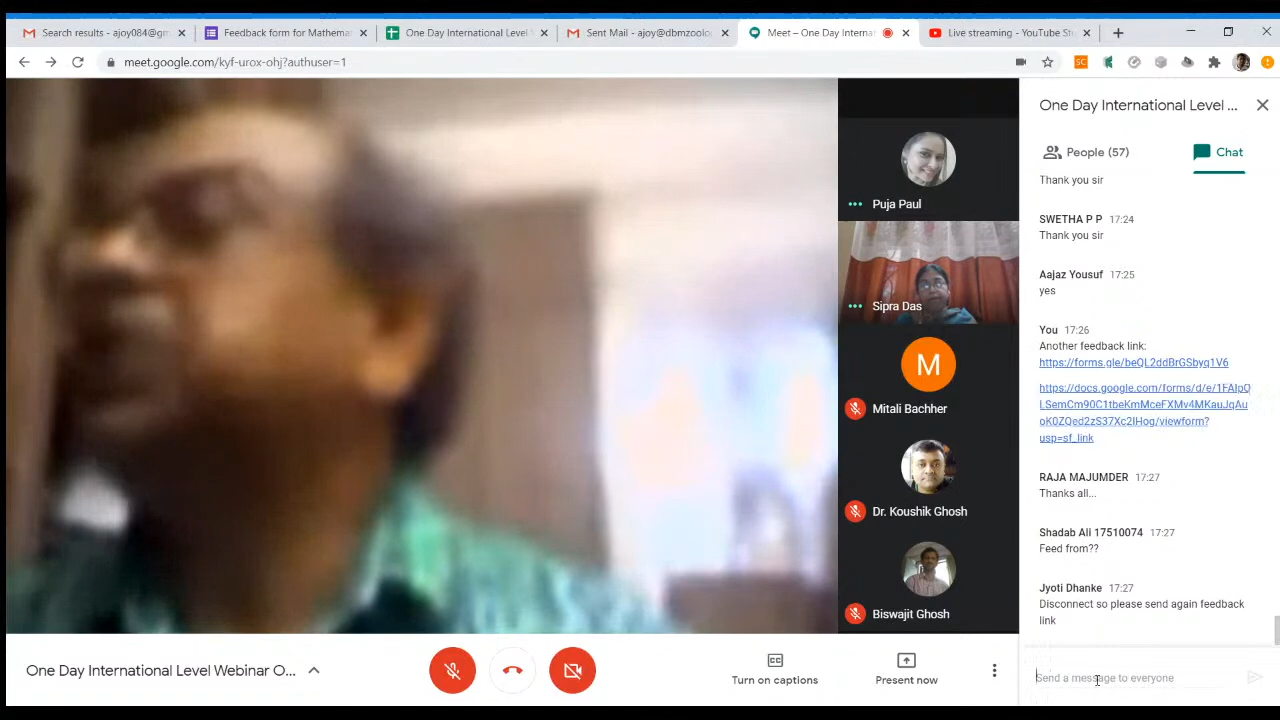 Search results - ajoy084@gm
Feedback form for Mathema
One Day International Level
Sent Mail - ajoy@dbmzoolo
Meet – One Day Interna
Live streaming - YouTube St
meet.google.com/kyf-urox-ohj?authuser=1
SC
Puja Paul
Sipra Das
M
Mitali Bachher
Dr. Koushik Ghosh
Biswajit Ghosh
One Day International Level ...
People (57)
Chat
Thank you sir
SWETHA P P 17:24
Thank you sir
Aajaz Yousuf 17:25
yes
You 17:26
Another feedback link:
https://forms.gle/beQL2ddBrGSbyq1V6
https://docs.google.com/forms/d/e/1FAIpQ
LSemCm90C1tbeKmMceFXMv4MKauJqAu
oK0ZQed2zS37Xc2IHog/viewform?
usp=sf_link
RAJA MAJUMDER 17:27
Thanks all...
Shadab Ali 17510074 17:27
Feed from??
Jyoti Dhanke 17:27
Disconnect so please send again feedback
link
Send a message to everyone
One Day International Level Webinar O...
CC
Turn on captions
Present now